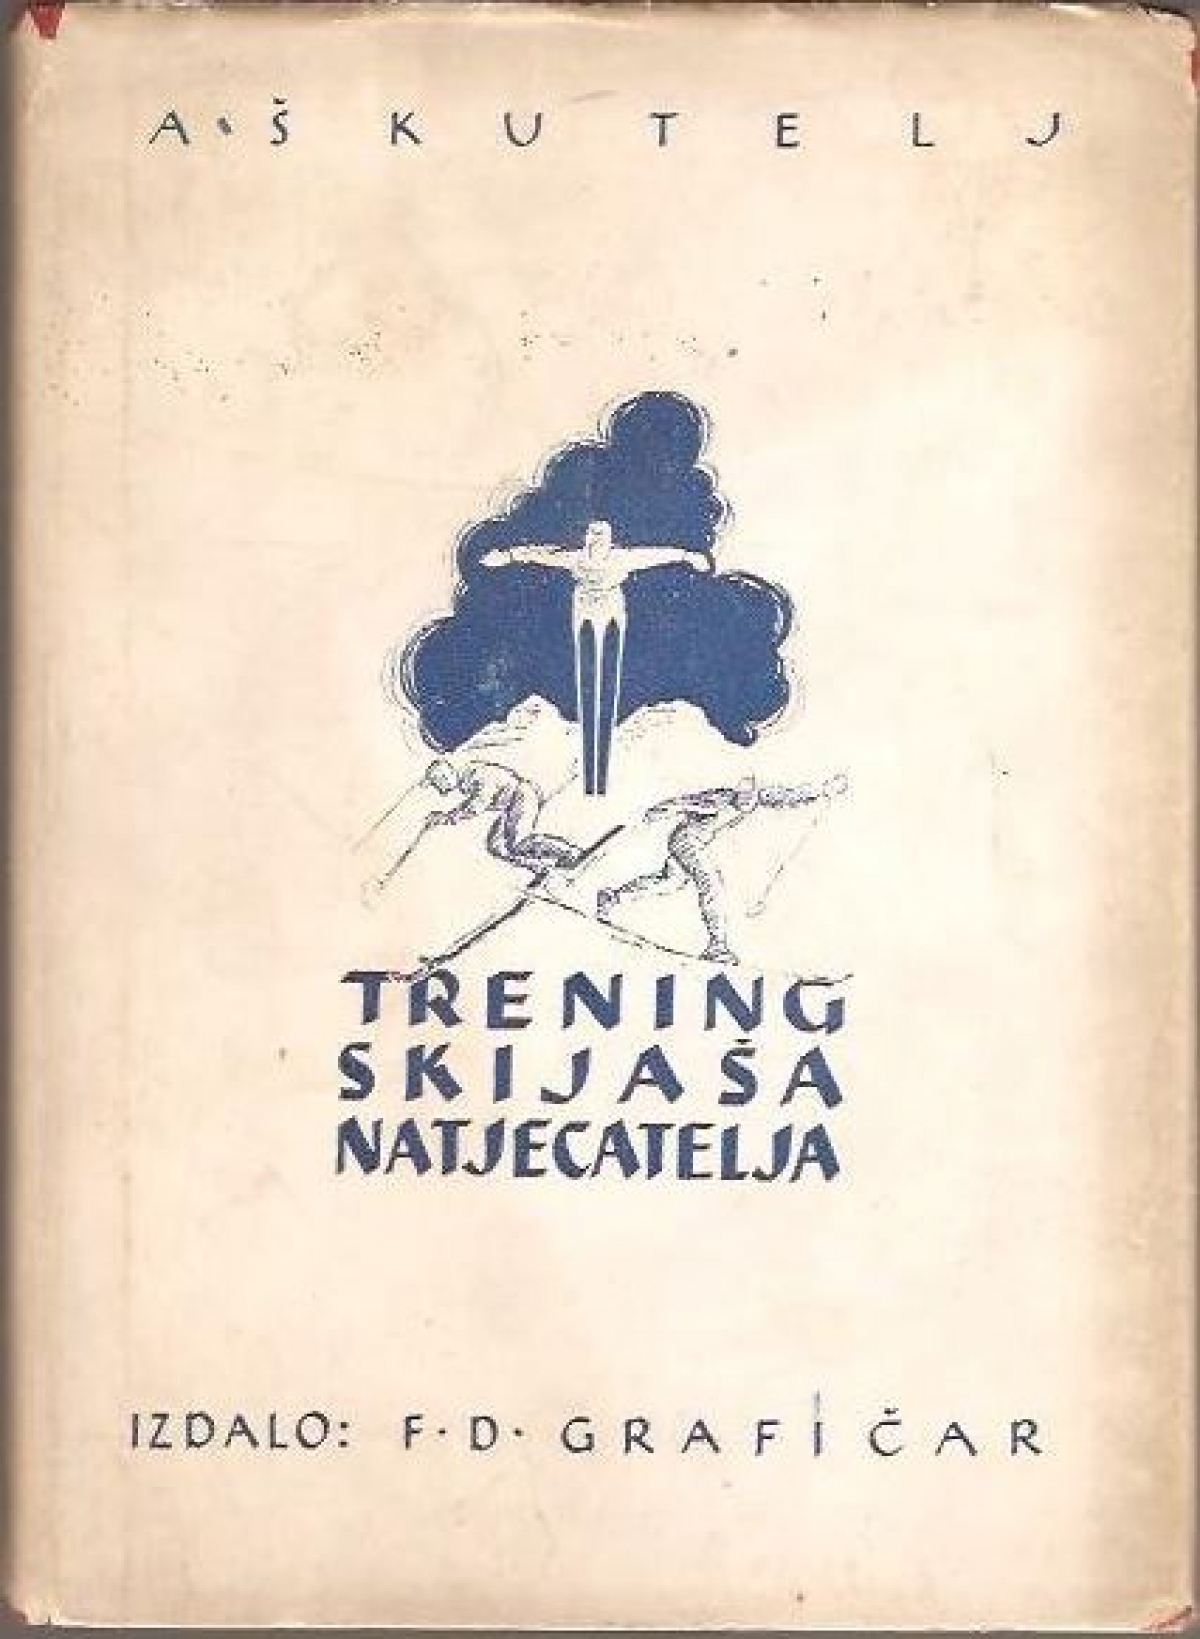 A. ŠKUTELJ
TRENING
SKIJAŠA
NATJECATELJA
IZDALO: F. D. GRAFIČAR